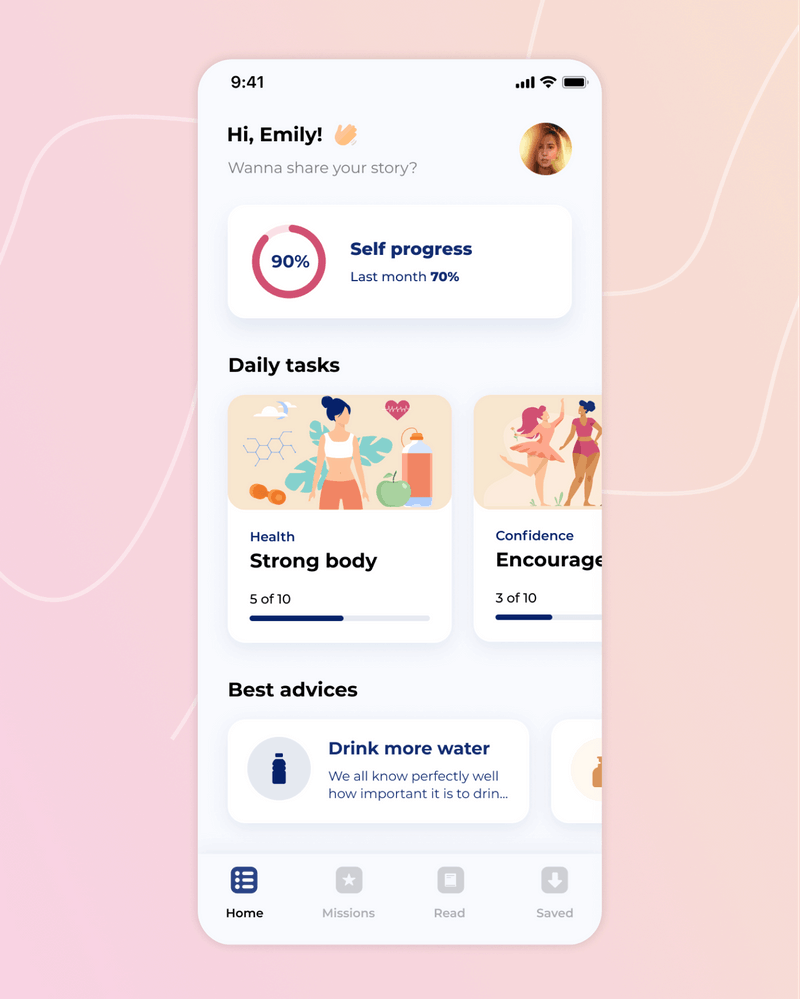 9:41
Hi, Emily!
Wanna share your story?
90%
Self progress
Last month 70%
Daily tasks
Health
Strong body
5 of 10
Confidence
Encourage
3 of 10
Best advices
Drink more water
We all know perfectly well
how important it is to drin...
Home
Missions
Read
Saved